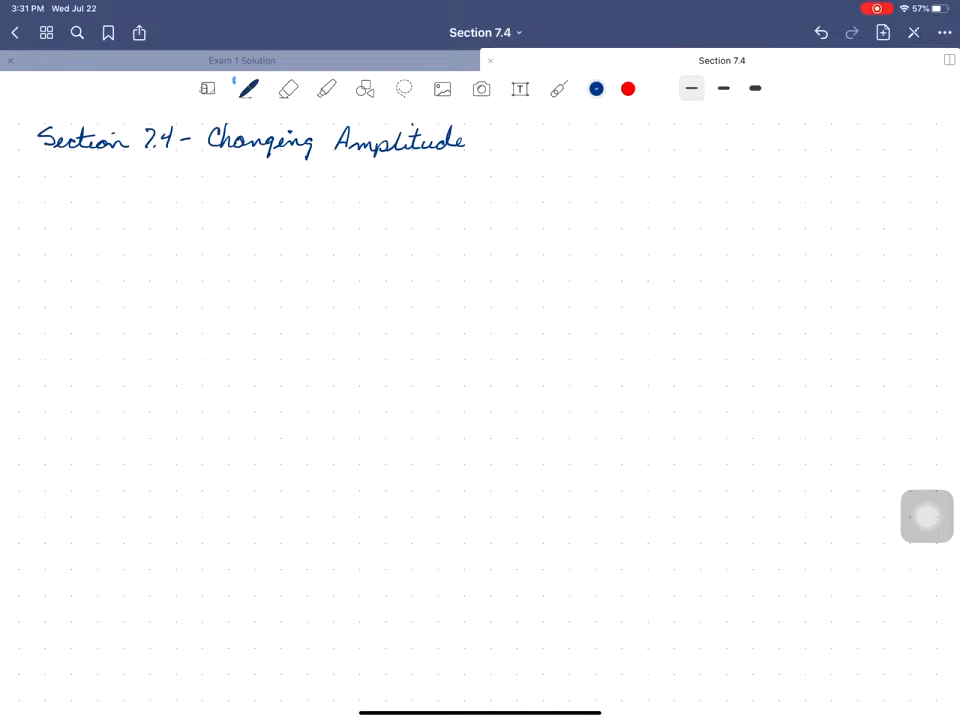 3:31 PM Wed Jul 22
57%
Section 7.4
Exam 1 Solution
Section 7.4
T
Section 7.4 - Changing Amplitude